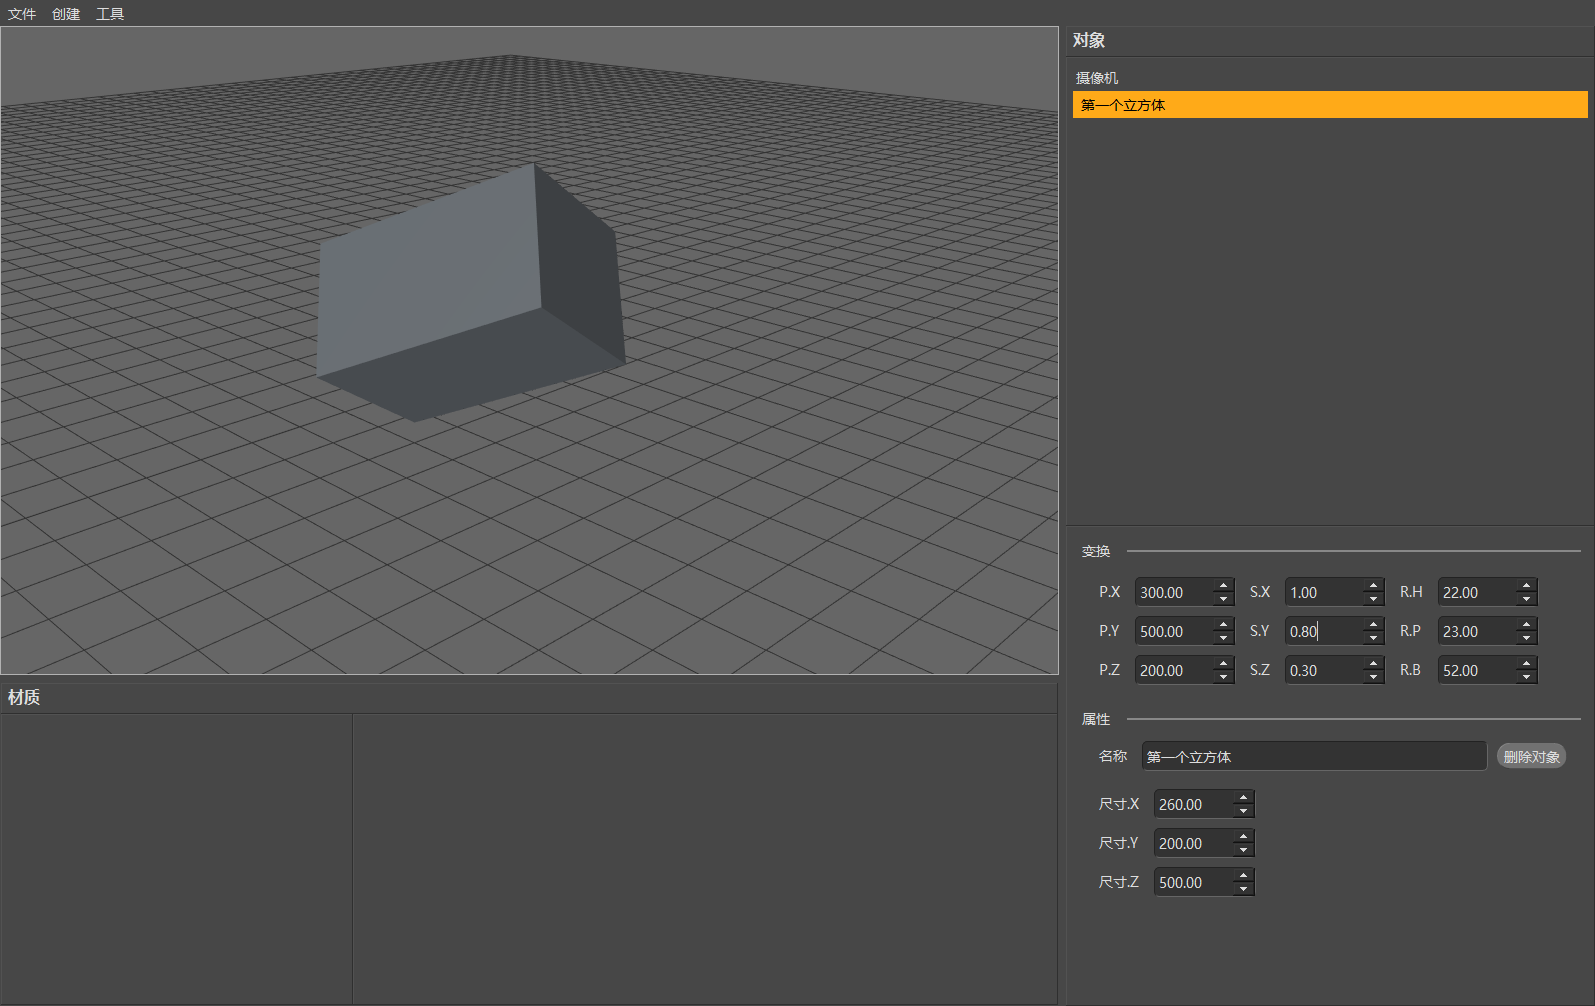 文件 创建 工具
对象
摄像机
第一个立方体
变换
P.X 300.00 S.X 1.00 R.H 22.00
P.Y 500.00 S.Y 0.80 R.P 23.00
P.Z 200.00 S.Z 0.30 R.B 52.00
属性
名称 第一个立方体 删除对象
尺寸.X 260.00
尺寸.Y 200.00
尺寸.Z 500.00
材质